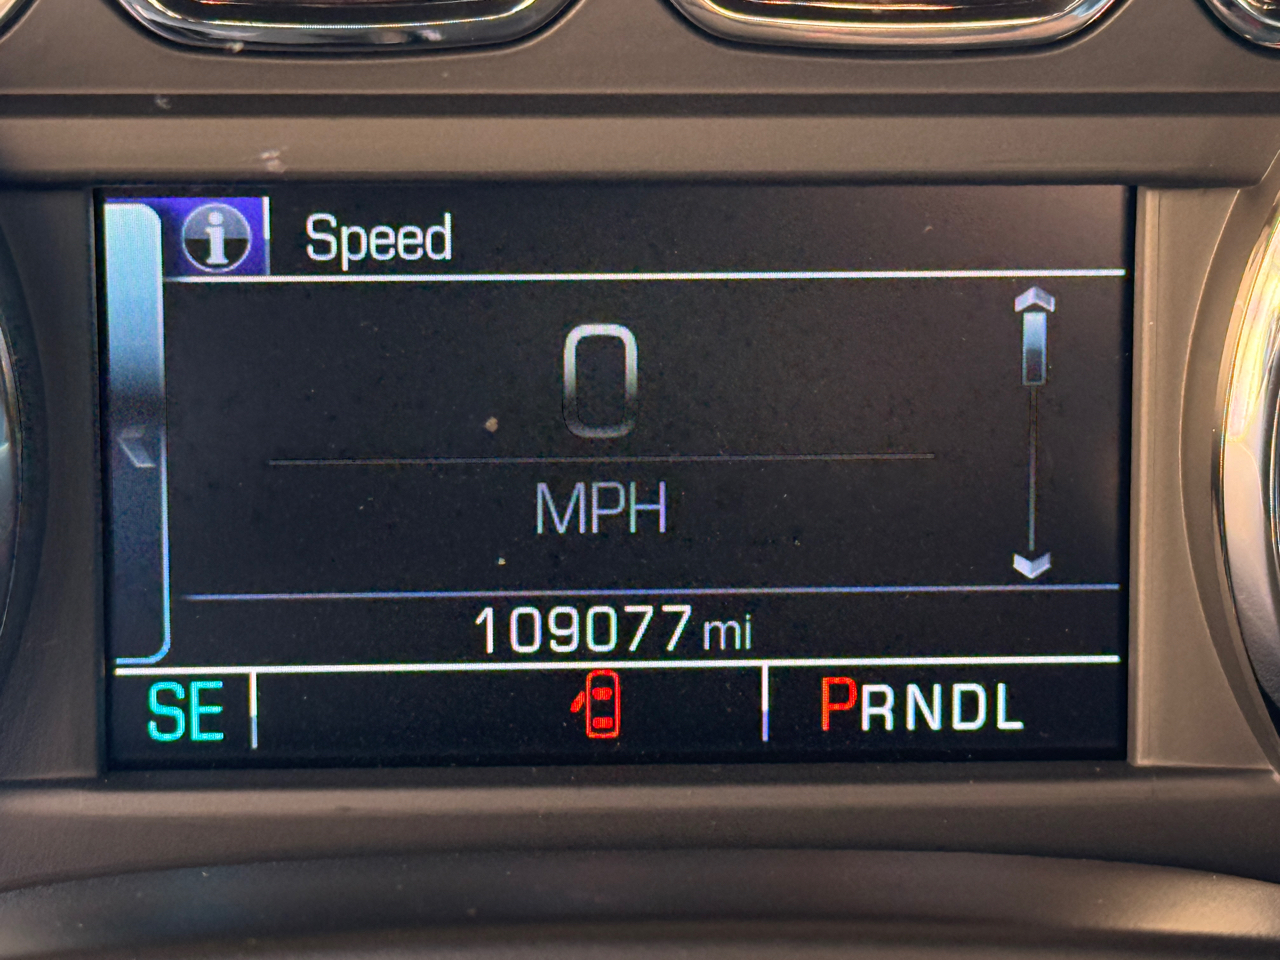 i Speed
0
MPH
109077 mi
SE PRNDL